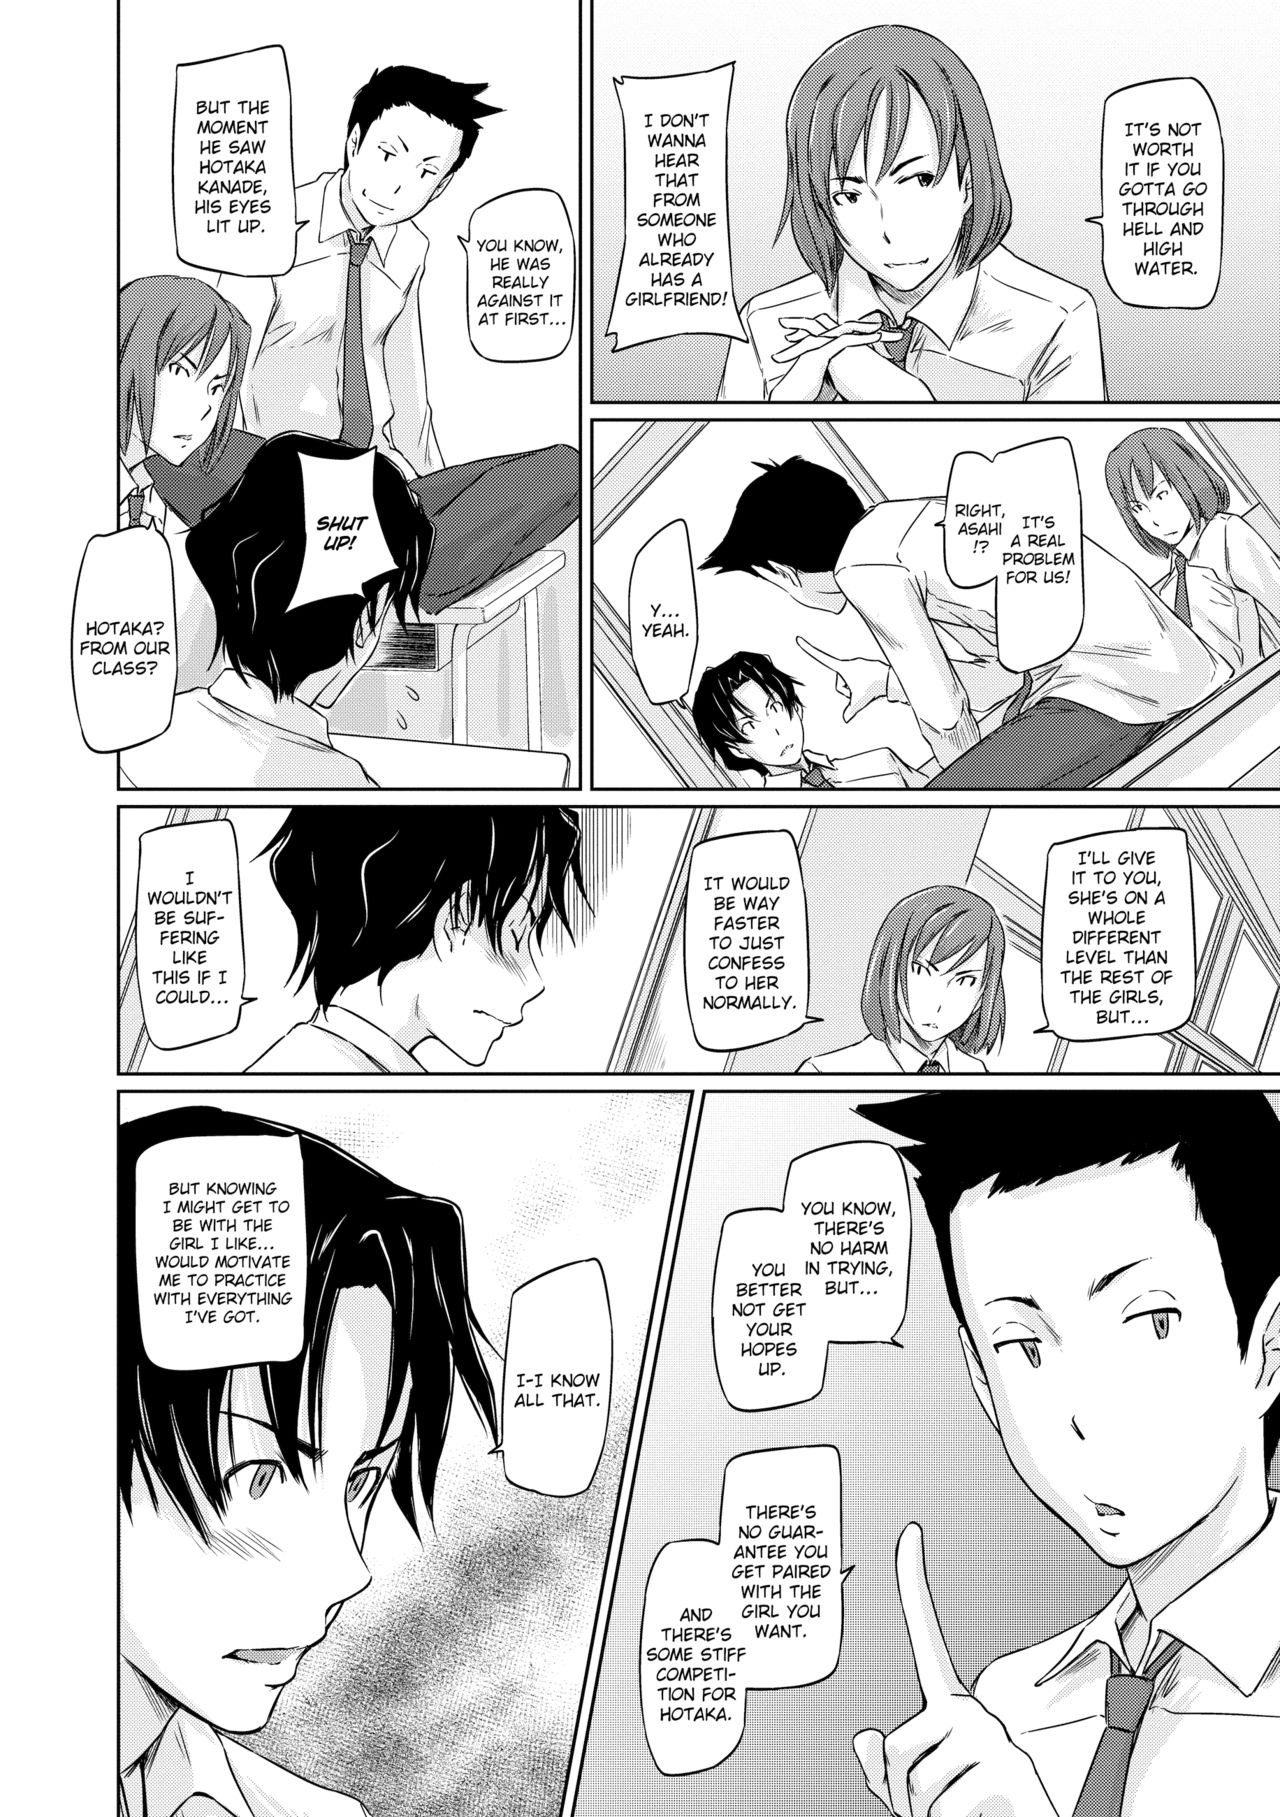 IT'S NOT
WORTH
IT IF YOU
GOTTA GO
THROUGH
HELL AND
HIGH
WATER.
I DON'T
WANNA
HEAR
THAT FROM
SOMEONE
WHO
ALREADY
HAS A
GIRLFRIEND!
IT'S
A REAL
PROBLEM
FOR US!
RIGHT,
ASAHI
!?
Y...
YEAH.
YOU KNOW,
HE WAS
REALLY
AGAINST IT
AT FIRST...
BUT THE
MOMENT
HE SAW
HOTAKA
KANADE,
HIS EYES
LIT UP.
SHUT
UP!
HOTAKA?
FROM OUR
CLASS?
I'LL GIVE
IT TO YOU,
SHE'S ON A
WHOLE
DIFFERENT
LEVEL THAN
THE REST OF
THE GIRLS,
BUT...
IT WOULD
BE WAY
FASTER
TO JUST
CONFESS
TO HER
NORMALLY.
I
WOULDN'T
BE SUF-
FERING
LIKE
THIS IF I
COULD...
YOU KNOW,
THERE'S
NO HARM
IN TRYING,
BUT...
YOU
BETTER
NOT GET
YOUR
HOPES
UP.
THERE'S
NO GUAR-
ANTEE YOU
GET PAIRED
WITH THE
GIRL YOU
WANT.
AND
THERE'S
SOME STIFF
COMPETI-
TION FOR
HOTAKA.
I-I KNOW
ALL THAT.
BUT KNOWING
I MIGHT GET TO
BE WITH THE
GIRL I LIKE...
WOULD MOTIVATE
ME TO PRACTICE
WITH EVERYTHING
I'VE GOT.